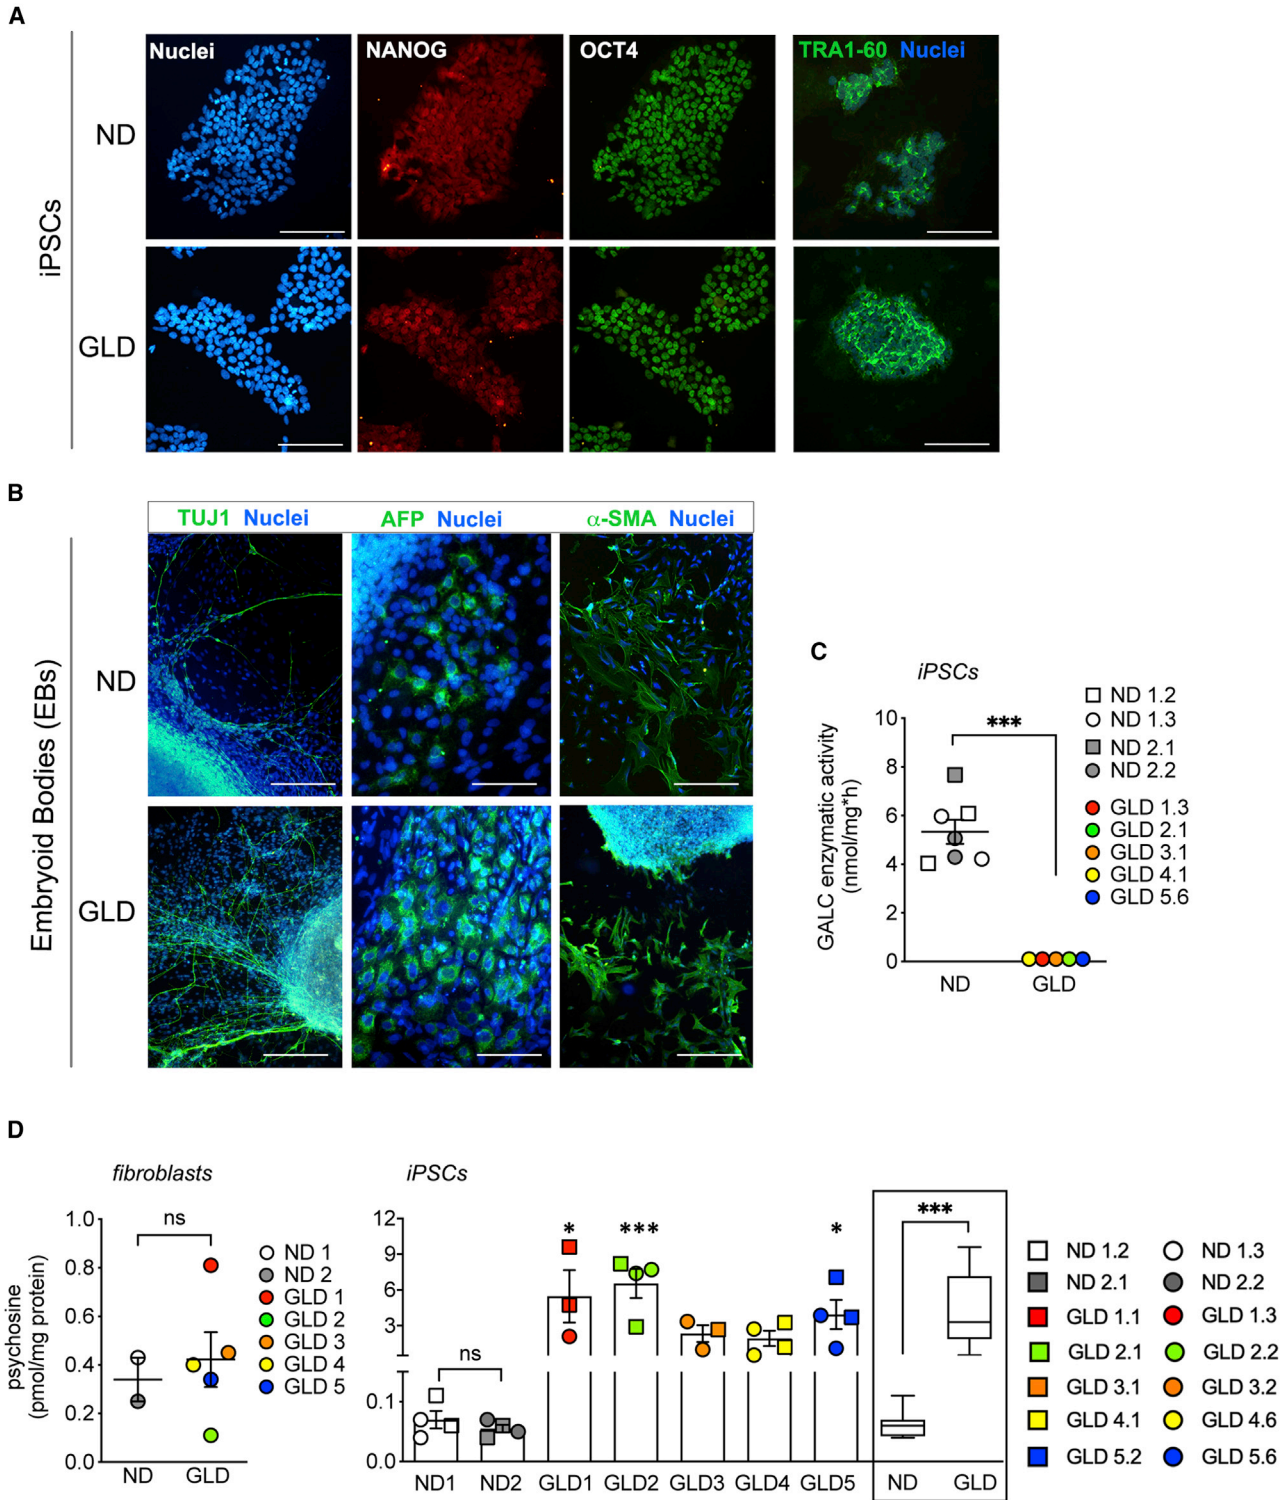 A
Nuclei NANOG OCT4 TRA1-60 Nuclei
iPSCs
ND
GLD
B
TUJ1 Nuclei AFP Nuclei α-SMA Nuclei
Embryoid Bodies (EBs)
ND
GLD
C
iPSCs
GALC enzymatic activity
(nmol/mg*h)
10
8
6
4
2
0
***
ND GLD
ND 1.2
ND 1.3
ND 2.1
ND 2.2
GLD 1.3
GLD 2.1
GLD 3.1
GLD 4.1
GLD 5.6
D
fibroblasts
psychosine
(pmol/mg protein)
1.0
0.8
0.6
0.4
0.2
0.0
ns
ND GLD
ND 1
ND 2
GLD 1
GLD 2
GLD 3
GLD 4
GLD 5
iPSCs
12
9
6
3
0.1
0.0
ns
* *** *
ND1 ND2 GLD1 GLD2 GLD3 GLD4 GLD5
***
ND GLD
ND 1.2 ND 1.3
ND 2.1 ND 2.2
GLD 1.1 GLD 1.3
GLD 2.1 GLD 2.2
GLD 3.1 GLD 3.2
GLD 4.1 GLD 4.6
GLD 5.2 GLD 5.6